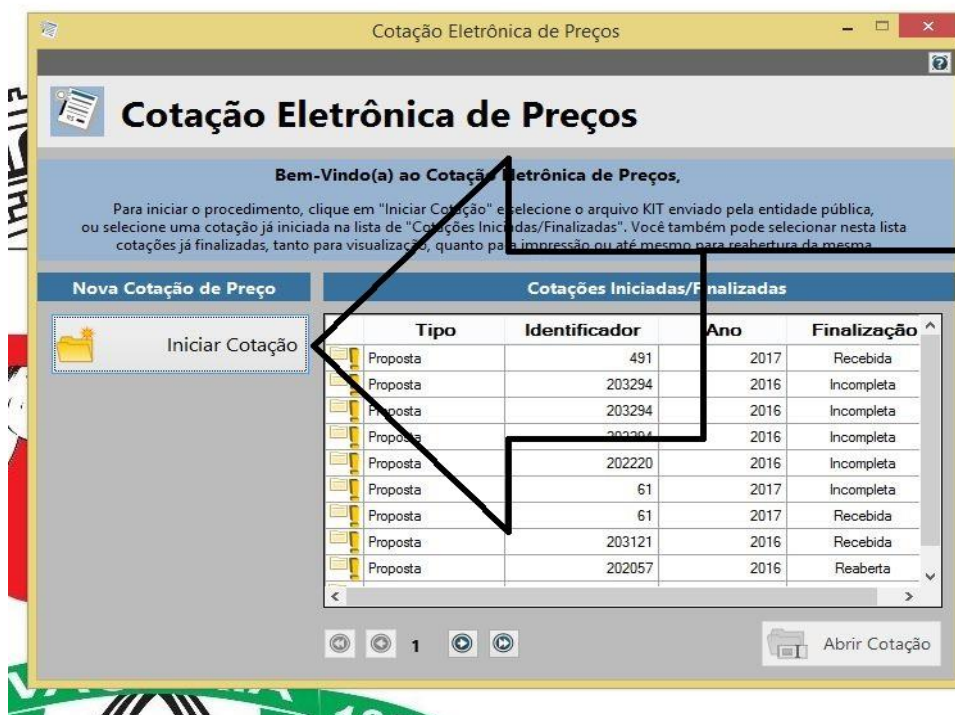 Cotação Eletrônica de Preços
Cotação Eletrônica de Preços
Bem-Vindo(a) ao Cotação Eletrônica de Preços,
Para iniciar o procedimento, clique em "Iniciar Cotação" e selecione o arquivo KIT enviado pela entidade pública,
ou selecione uma cotação já iniciada na lista de "Cotações Iniciadas/Finalizadas". Você também pode selecionar nesta lista
cotações já finalizadas, tanto para visualização, quanto para impressão ou até mesmo para reabertura da mesma
Nova Cotação de Preço
Iniciar Cotação
Cotações Iniciadas/Finalizadas
Tipo Identificador Ano Finalização
Proposta 491 2017 Recebida
Proposta 203294 2016 Incompleta
Proposta 203294 2016 Incompleta
Proposta 203294 2016 Incompleta
Proposta 202220 2016 Incompleta
Proposta 61 2017 Incompleta
Proposta 61 2017 Recebida
Proposta 203121 2016 Recebida
Proposta 202057 2016 Reaberta
1
Abrir Cotação